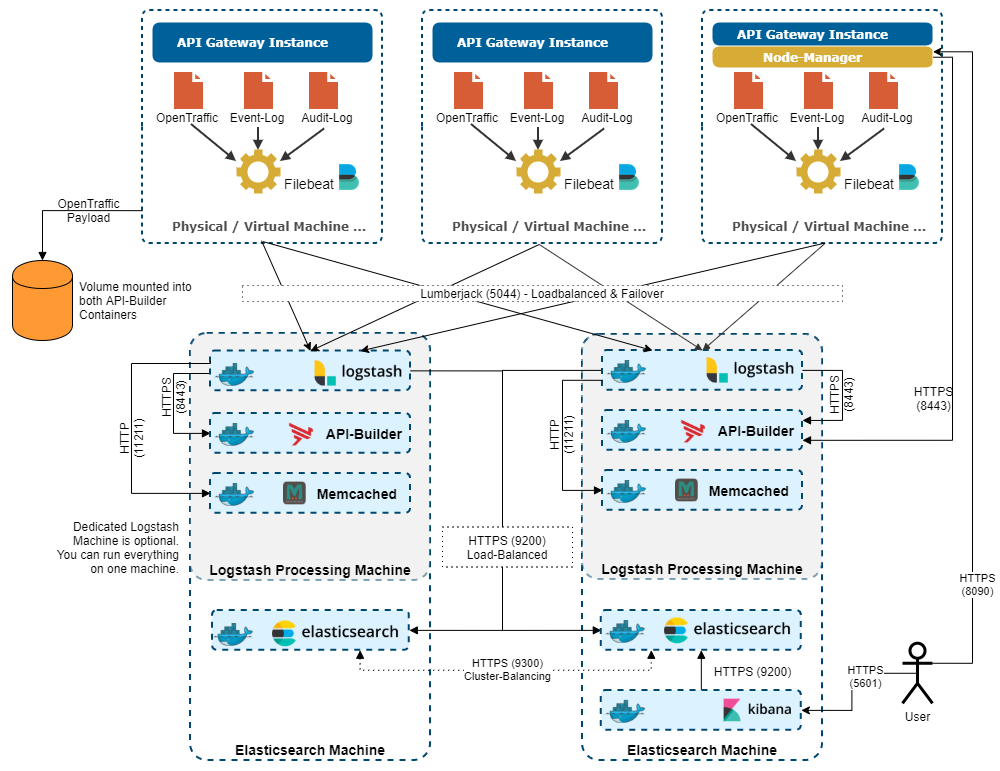 API Gateway Instance
OpenTraffic
Event-Log
Audit-Log
Filebeat
Physical / Virtual Machine ...
API Gateway Instance
OpenTraffic
Event-Log
Audit-Log
Filebeat
Physical / Virtual Machine ...
API Gateway Instance
Node-Manager
OpenTraffic
Event-Log
Audit-Log
Filebeat
Physical / Virtual Machine ...
OpenTraffic
Payload
Volume mounted into
both API-Builder
Containers
Lumberjack (5044) - Loadbalanced & Failover
logstash
HTTPS
(8443)
HTTP
(11211)
API-Builder
Memcached
Dedicated Logstash
Machine is optional.
You can run everything
on one machine.
Logstash Processing Machine
logstash
HTTPS
(8443)
HTTP
(11211)
API-Builder
Memcached
Logstash Processing Machine
HTTPS
(8443)
HTTPS (9200)
Load-Balanced
elasticsearch
elasticsearch
HTTPS (9300)
Cluster-Balancing
HTTPS (9200)
kibana
HTTPS
(5601)
HTTPS
(8090)
User
Elasticsearch Machine
Elasticsearch Machine